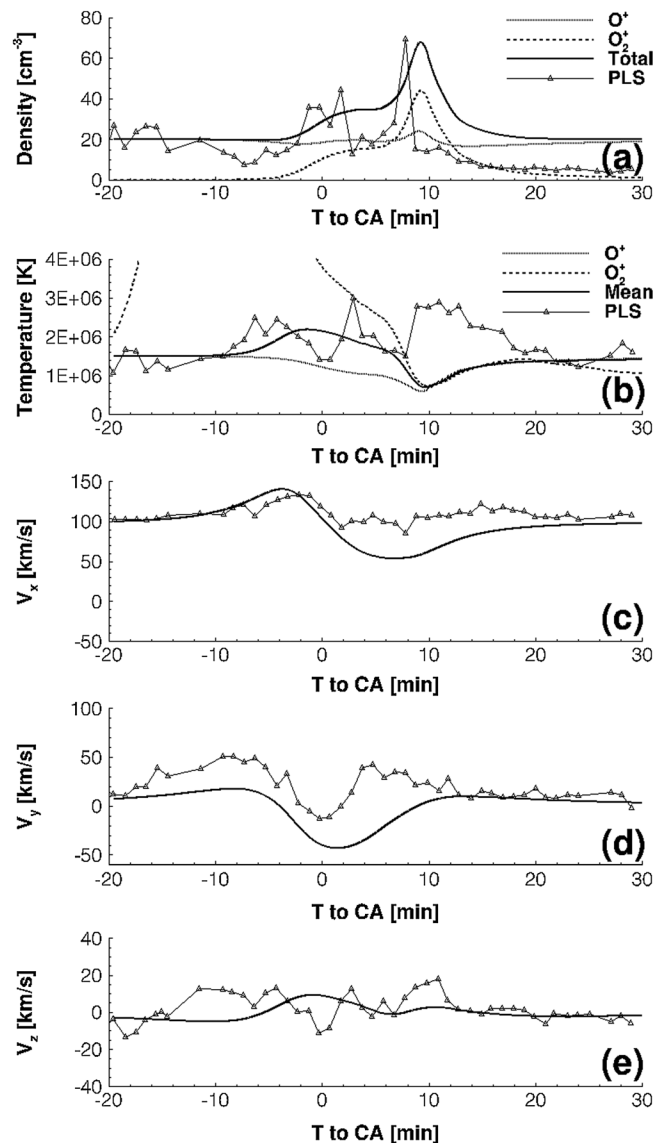 Density [cm⁻³]
80
60
40
20
0
O⁺
O₂⁺
Total
PLS
(a)
-20 -10 0 10 20 30
T to CA [min]
Temperature [K]
4E+06
3E+06
2E+06
1E+06
0
O⁺
O₂⁺
Mean
PLS
(b)
-20 -10 0 10 20 30
T to CA [min]
Vₓ [km/s]
150
100
50
0
-50
(c)
-20 -10 0 10 20 30
T to CA [min]
V_y [km/s]
100
50
0
-50
(d)
-20 -10 0 10 20 30
T to CA [min]
V_z [km/s]
40
20
0
-20
-40
(e)
-20 -10 0 10 20 30
T to CA [min]